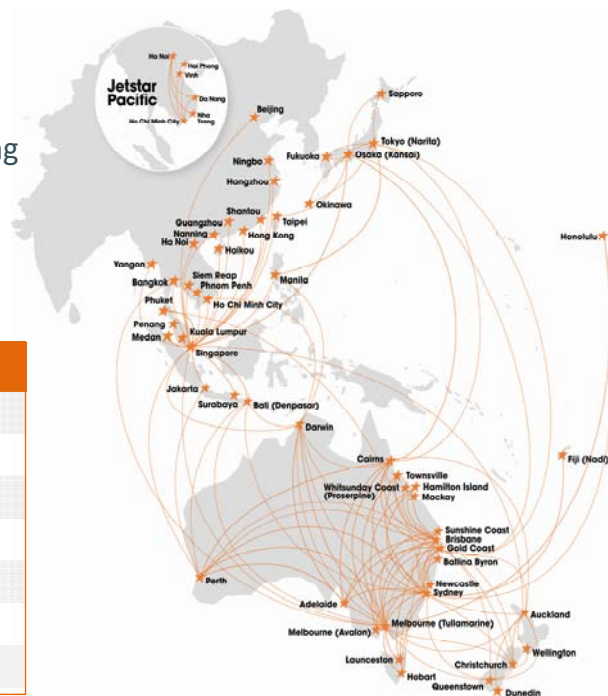 Ha Noi
Hai Phong
Vinh
Jetstar
Pacific
Da Nang
Nha
Trang
Ho Chi Minh City
ng
Sapporo
Beijing
Tokyo (Narita)
Osaka (Kansai)
Fukuoka
Ningbo
Hangzhou
Okinawa
Shantou
Guangzhou
Taipei
Nanning
Hong Kong
Ha Noi
Haikou
Honolulu
Yangon
Siem Reap
Bangkok
Phnom Penh
Manila
Phuket
Ho Chi Minh City
Penang
Kuala Lumpur
Medan
Singapore
Jakarta
Surabaya
Bali (Denpasar)
Darwin
Cairns
Fiji (Nadi)
Townsville
Whitsunday Coast
(Proserpine)
Hamilton Island
Mackay
Sunshine Coast
Brisbane
Gold Coast
Ballina Byron
Perth
Newcastle
Sydney
Adelaide
Auckland
Melbourne (Tullamarine)
Melbourne (Avalon)
Wellington
Launceston
Christchurch
Hobart
Queenstown
Dunedin